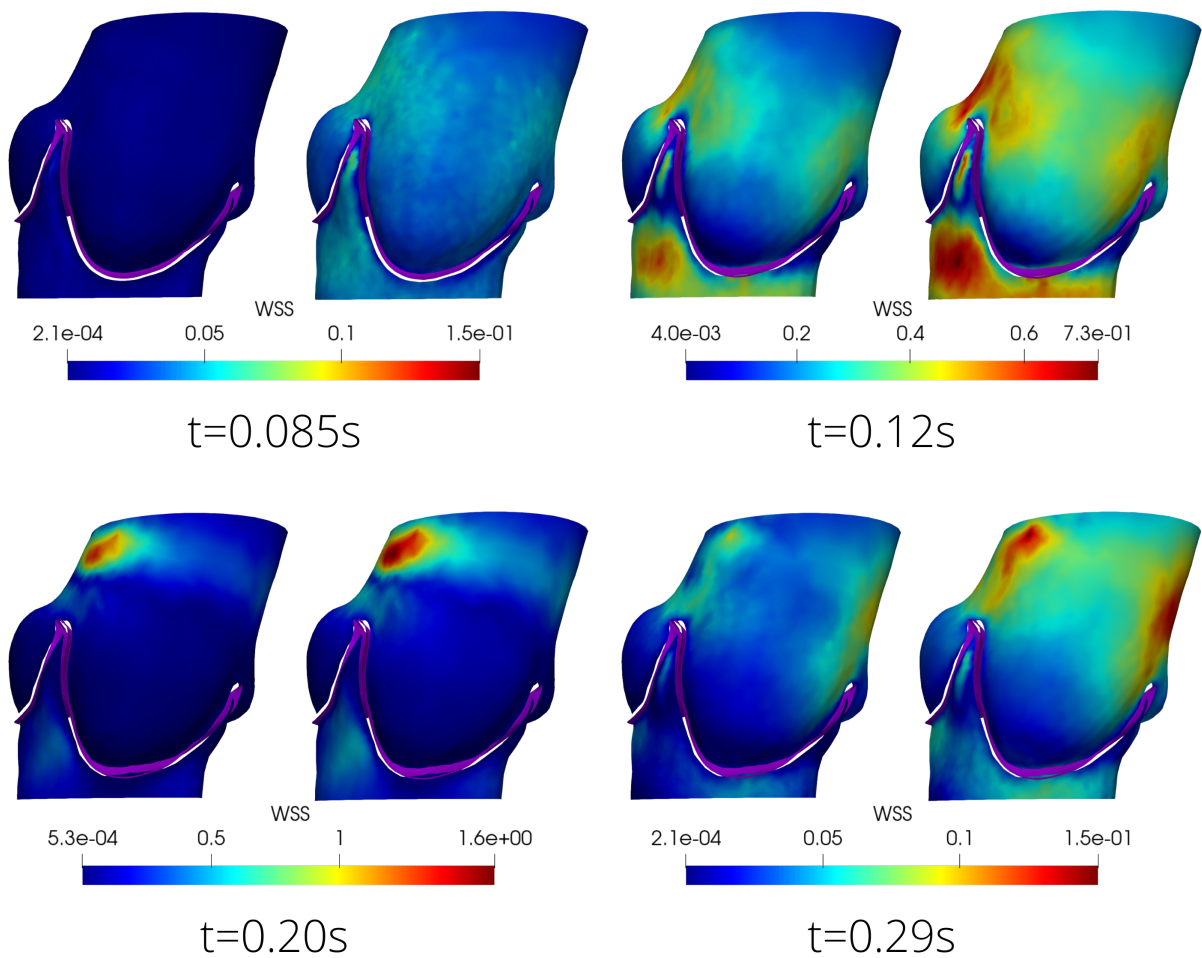 WSS
2.1e-04 0.05 0.1 1.5e-01
t=0.085s
WSS
4.0e-03 0.2 0.4 0.6 7.3e-01
t=0.12s
WSS
5.3e-04 0.5 1 1.6e+00
t=0.20s
WSS
2.1e-04 0.05 0.1 1.5e-01
t=0.29s